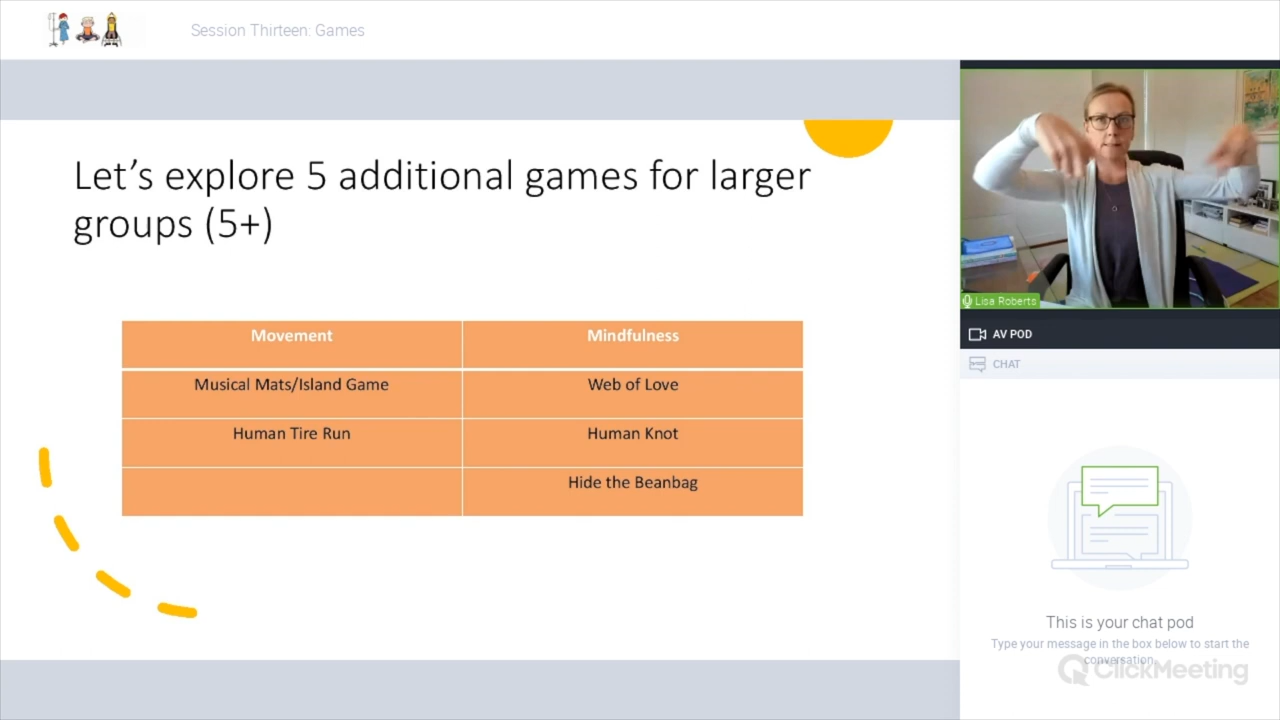 Session Thirteen: Games
Let’s explore 5 additional games for larger
groups (5+)
Movement
Mindfulness
Musical Mats/Island Game
Web of Love
Human Tire Run
Human Knot
Hide the Beanbag
Lisa Roberts
AV POD
CHAT
This is your chat pod
Type your message in the box below to start the
conversation.
ClickMeeting